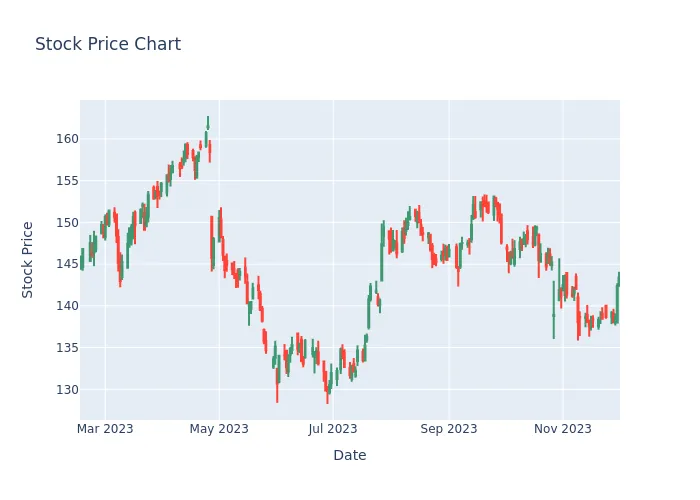 Stock Price Chart
160
155
150
145
140
135
130
Stock Price
Mar 2023
May 2023
Jul 2023
Sep 2023
Nov 2023
Date